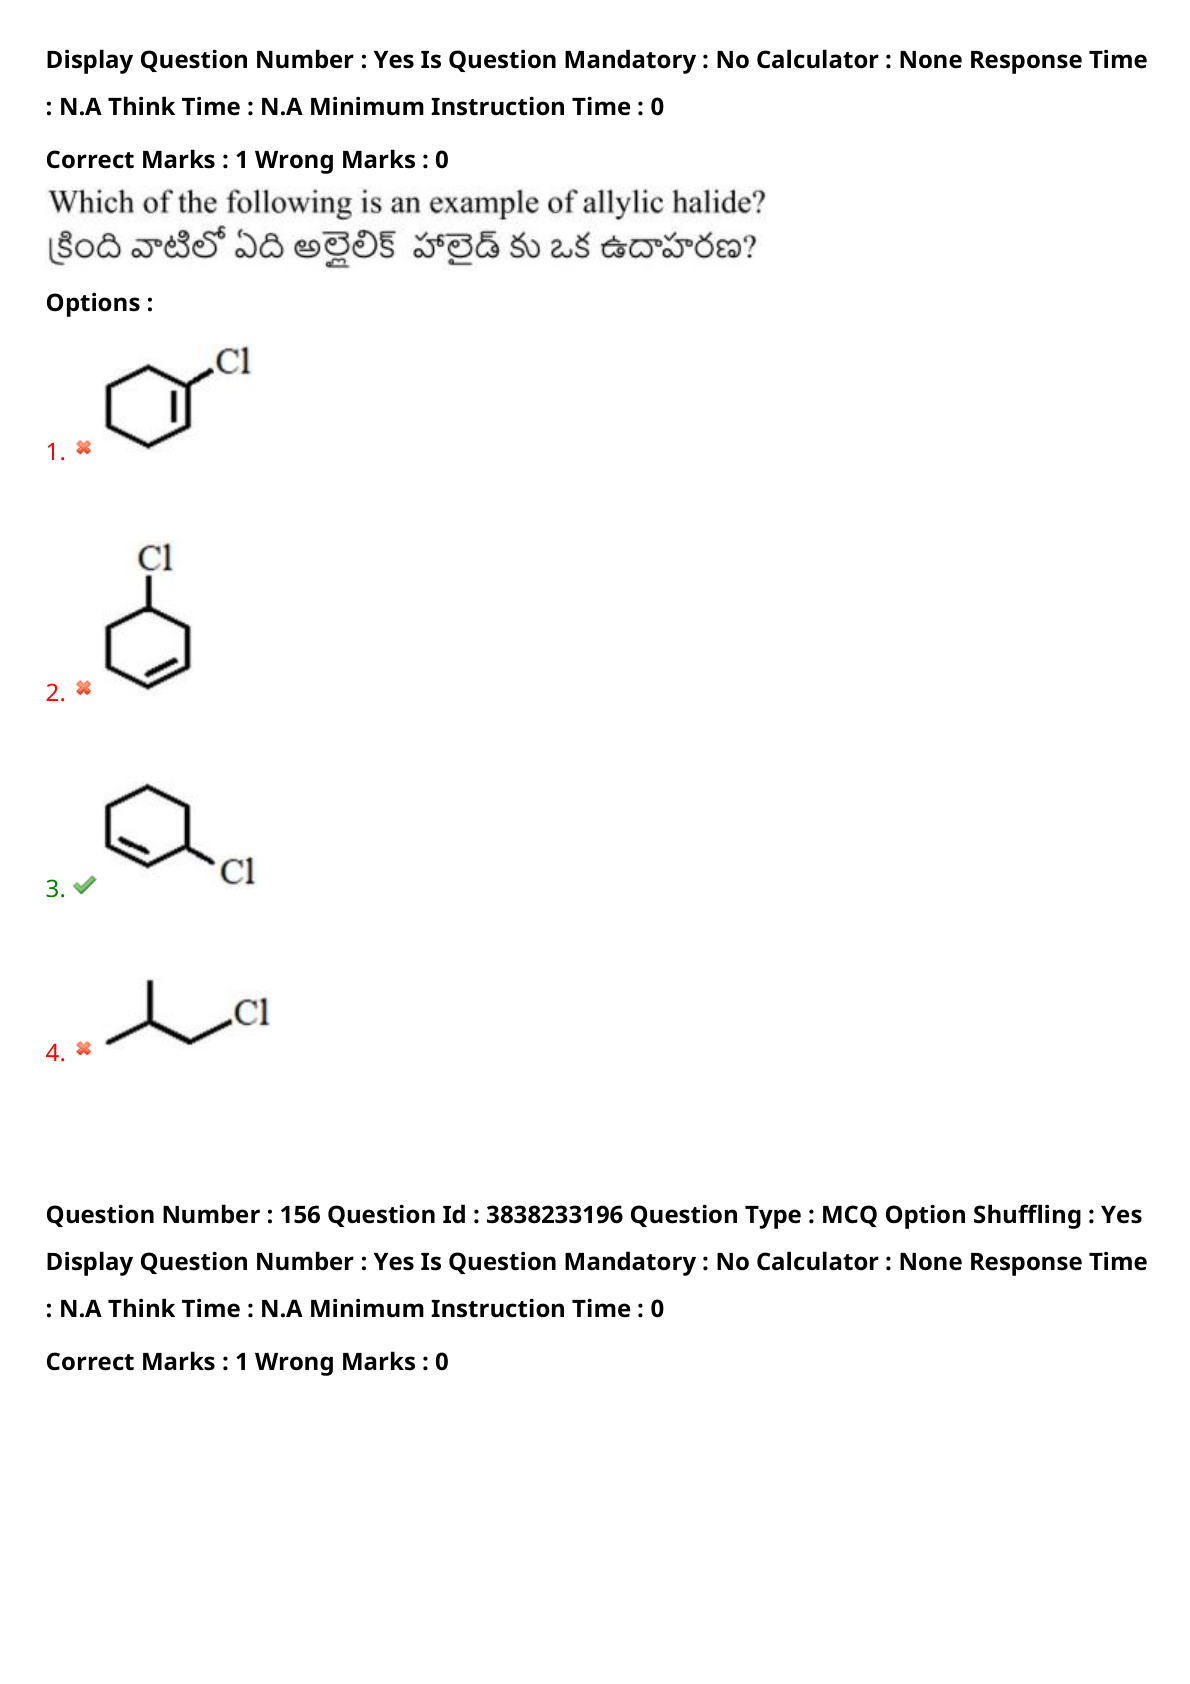 Display Question Number : Yes Is Question Mandatory : No Calculator : None Response Time
: N.A Think Time : N.A Minimum Instruction Time : 0
Correct Marks : 1 Wrong Marks : 0
Which of the following is an example of allylic halide?
క్రింది వాటిలో ఏది అల్లైలిక్ హాలైడ్ కు ఒక ఉదాహరణ?
Options :
Cl
1.
Cl
2.
Cl
3.
Cl
4.
Question Number : 156 Question Id : 3838233196 Question Type : MCQ Option Shuffling : Yes
Display Question Number : Yes Is Question Mandatory : No Calculator : None Response Time
: N.A Think Time : N.A Minimum Instruction Time : 0
Correct Marks : 1 Wrong Marks : 0